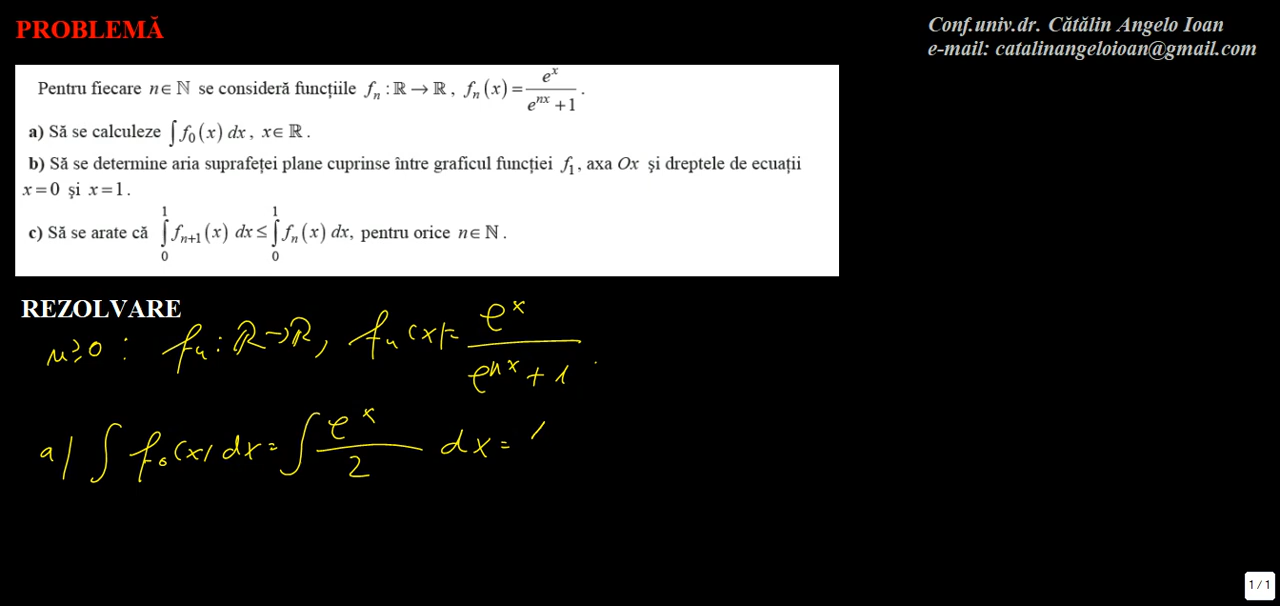 PROBLEMĂ
Conf.univ.dr. Cătălin Angelo Ioan
e-mail: catalinangeloioan@gmail.com
Pentru fiecare n∈ℕ se consideră funcțiile fₙ : ℝ → ℝ, fₙ(x) = eˣ / (eⁿˣ + 1) .
a) Să se calculeze ∫ f₀(x) dx, x∈ℝ.
b) Să se determine aria suprafeței plane cuprinse între graficul funcției f₁, axa Ox și dreptele de ecuații
x = 0 și x = 1.
c) Să se arate că ∫₀¹ fₙ₊₁(x) dx ≤ ∫₀¹ fₙ(x) dx, pentru orice n∈ℕ.
REZOLVARE
n≥0 : fₙ : ℝ→ℝ, fₙ(x) = eˣ / (eⁿˣ + 1) .
a) ∫ f₀(x) dx = ∫ eˣ / 2 dx =
1 / 1